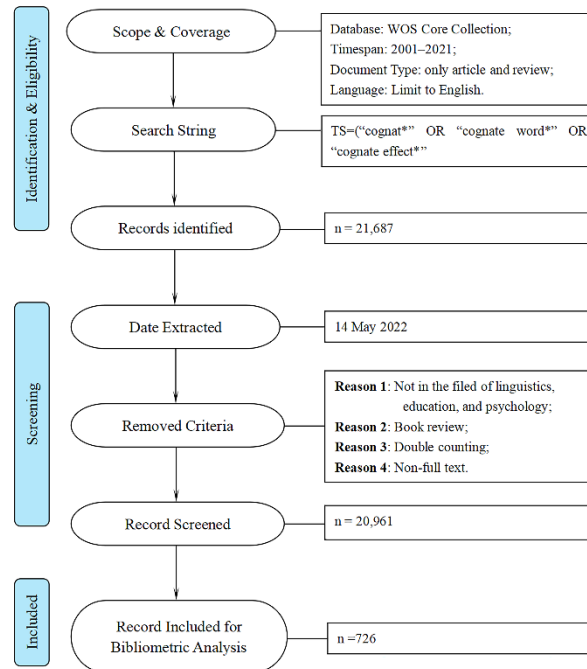 Identification & Eligibility
Scope & Coverage
Database: WOS Core Collection;
Timespan: 2001–2021;
Document Type: only article and review;
Language: Limit to English.
Search String
TS=(“cognat*” OR “cognate word*” OR
“cognate effect*”
Records identified
n = 21,687
Screening
Date Extracted
14 May 2022
Removed Criteria
Reason 1: Not in the filed of linguistics,
education, and psychology;
Reason 2: Book review;
Reason 3: Double counting;
Reason 4: Non-full text.
Record Screened
n = 20,961
Included
Record Included for
Bibliometric Analysis
n =726